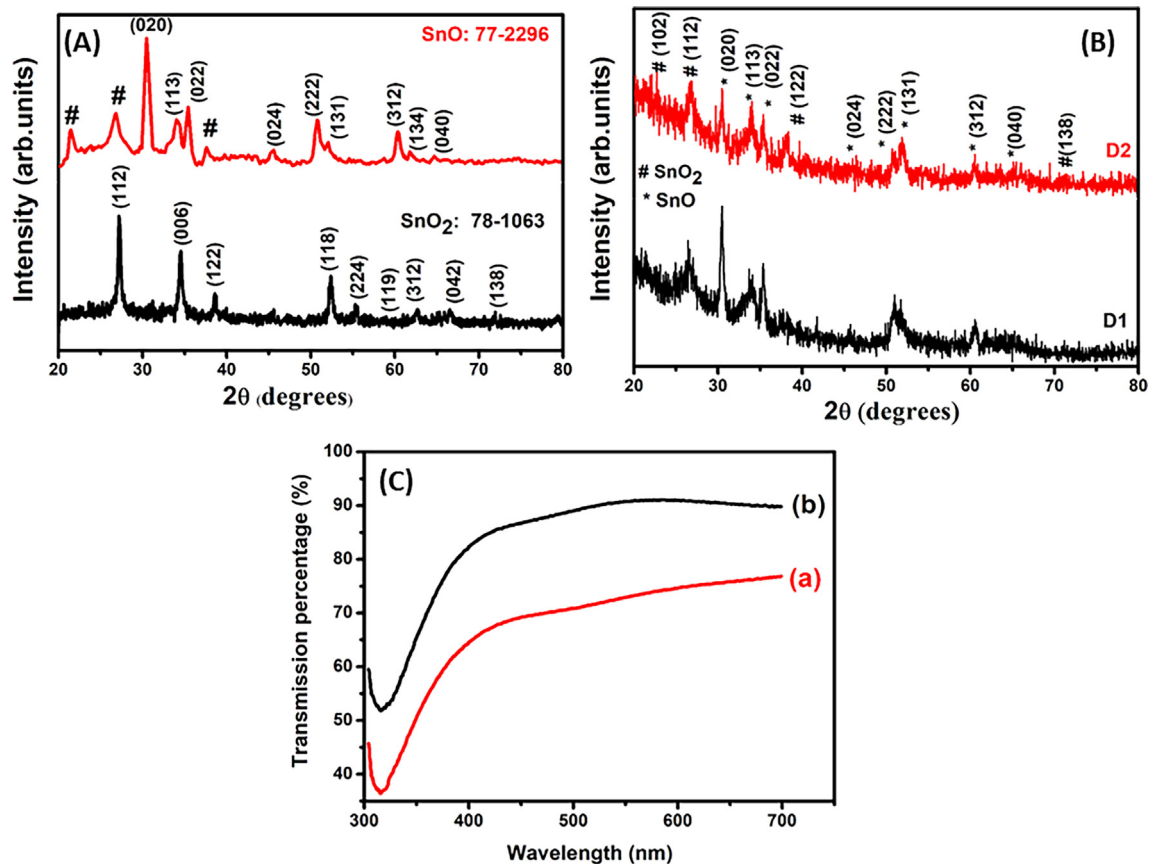 (A)
SnO: 77-2296
(020)
#
#
(113)
(022)
#
(024)
(222)
(131)
(312)
(134)
(040)
SnO₂: 78-1063
(112)
(006)
(122)
(118)
(224)
(119)
(312)
(042)
(138)
Intensity (arb.units)
20 30 40 50 60 70 80
2θ (degrees)
(B)
# (102)
# (112)
* (020)
* (113)
* (022)
# (122)
* (024)
* (222)
* (131)
* (312)
* (040)
#(138)
D2
# SnO₂
* SnO
D1
Intensity (arb.units)
20 30 40 50 60 70 80
2θ (degrees)
(C)
(b)
(a)
Transmission percentage (%)
100
90
80
70
60
50
40
300 400 500 600 700
Wavelength (nm)